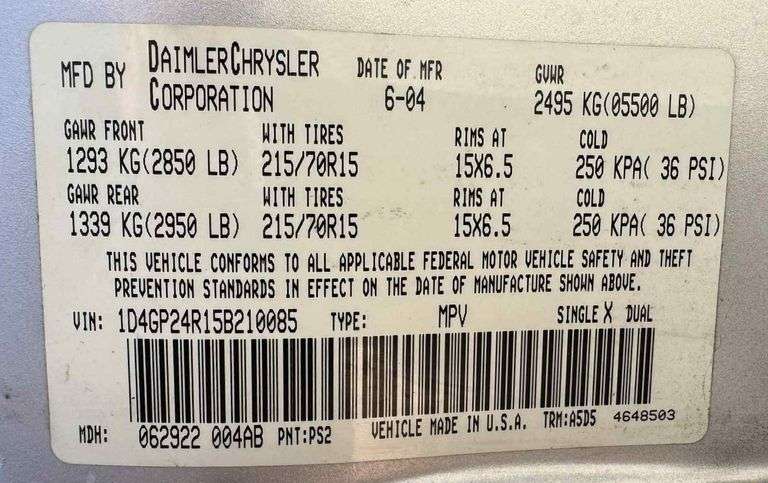 MFD BY DAIMLERCHRYSLER CORPORATION DATE OF MFR 6-04 GVWR 2495 KG(05500 LB)
GAWR FRONT WITH TIRES RIMS AT COLD
1293 KG(2850 LB) 215/70R15 15X6.5 250 KPA( 36 PSI)
GAWR REAR WITH TIRES RIMS AT COLD
1339 KG(2950 LB) 215/70R15 15X6.5 250 KPA( 36 PSI)
THIS VEHICLE CONFORMS TO ALL APPLICABLE FEDERAL MOTOR VEHICLE SAFETY AND THEFT
PREVENTION STANDARDS IN EFFECT ON THE DATE OF MANUFACTURE SHOWN ABOVE.
VIN: 1D4GP24R15B210085 TYPE: MPV SINGLE X DUAL
MDH: 062922 004AB PNT:PS2 VEHICLE MADE IN U.S.A. TRM:A5D5 4648503